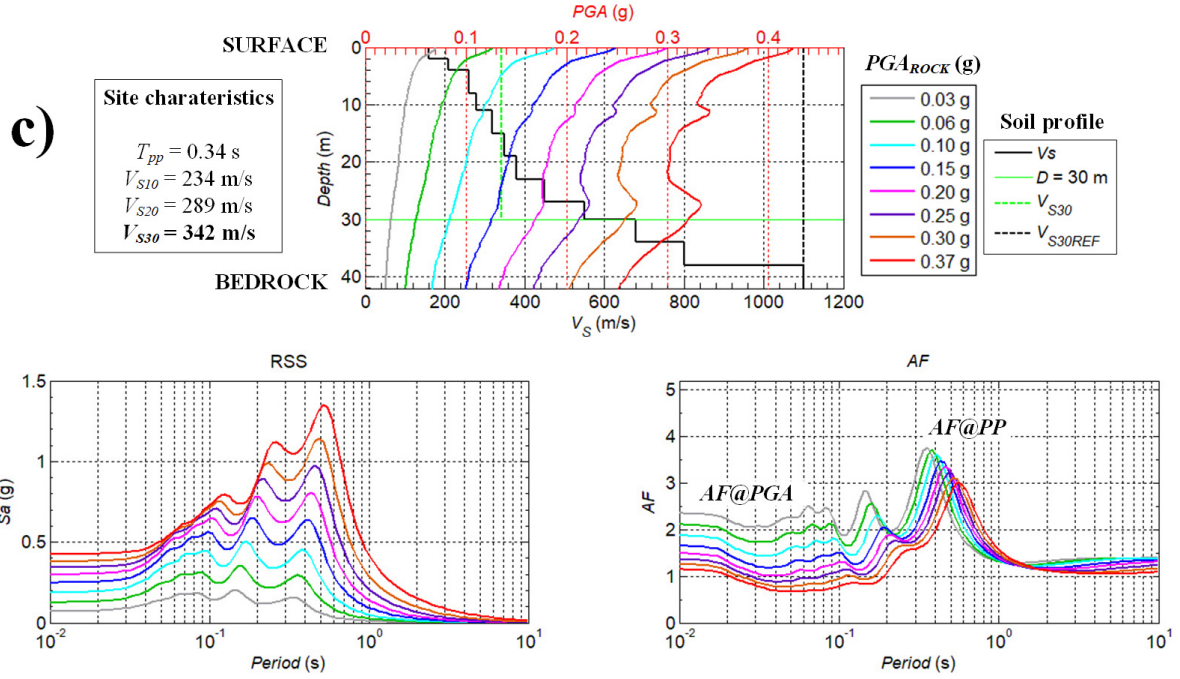 c)
Site charateristics
Tpp = 0.34 s
VS10 = 234 m/s
VS20 = 289 m/s
VS30 = 342 m/s
SURFACE
BEDROCK
PGA (g)
0 0.1 0.2 0.3 0.4
Depth (m)
0
10
20
30
40
0 200 400 600 800 1000 1200
VS (m/s)
PGAROCK (g)
0.03 g
0.06 g
0.10 g
0.15 g
0.20 g
0.25 g
0.30 g
0.37 g
Soil profile
Vs
D = 30 m
VS30
VS30REF
RSS
Sa (g)
1.5
1
0.5
0
10-2 10-1 100 101
Period (s)
AF
AF
5
4
3
2
1
0
AF@PGA
AF@PP
10-2 10-1 100 101
Period (s)